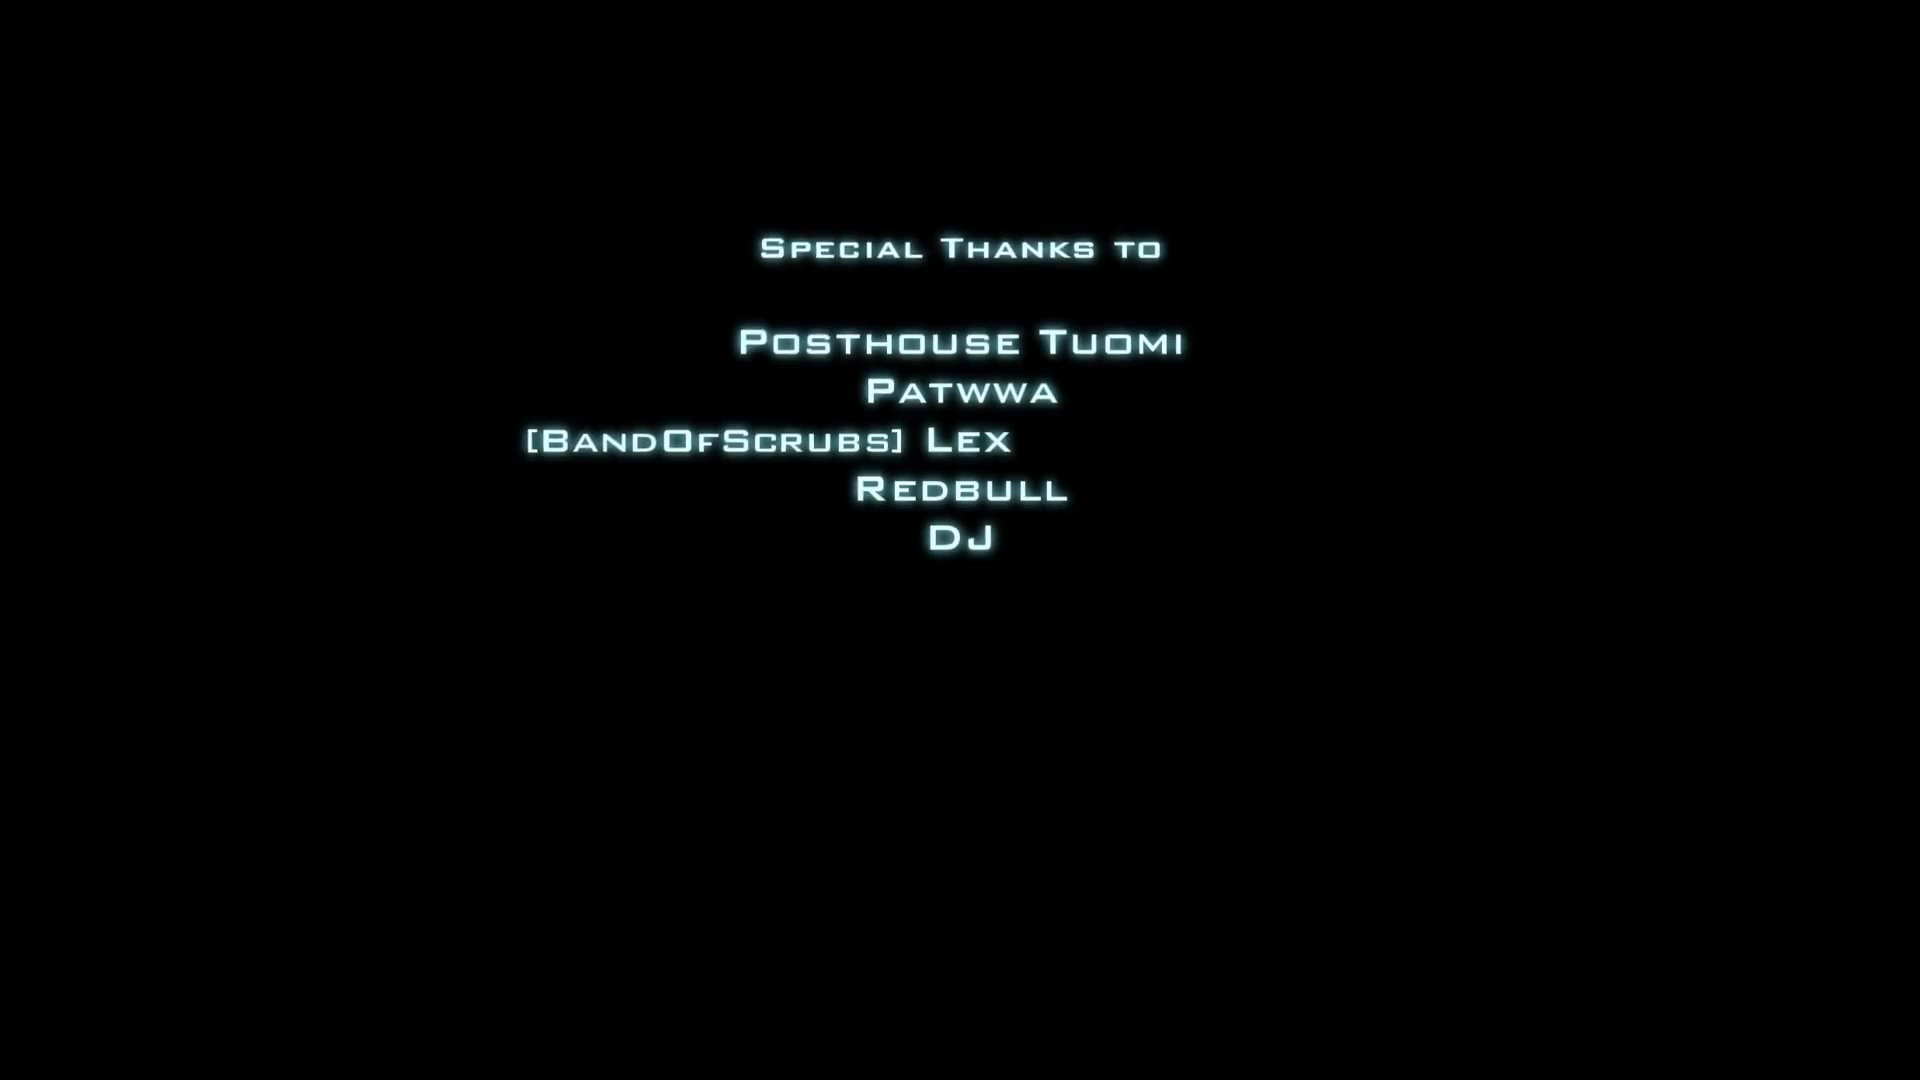 Special Thanks to
Posthouse Tuomi
Patwwa
[BandOfScrubs] Lex
Redbull
DJ